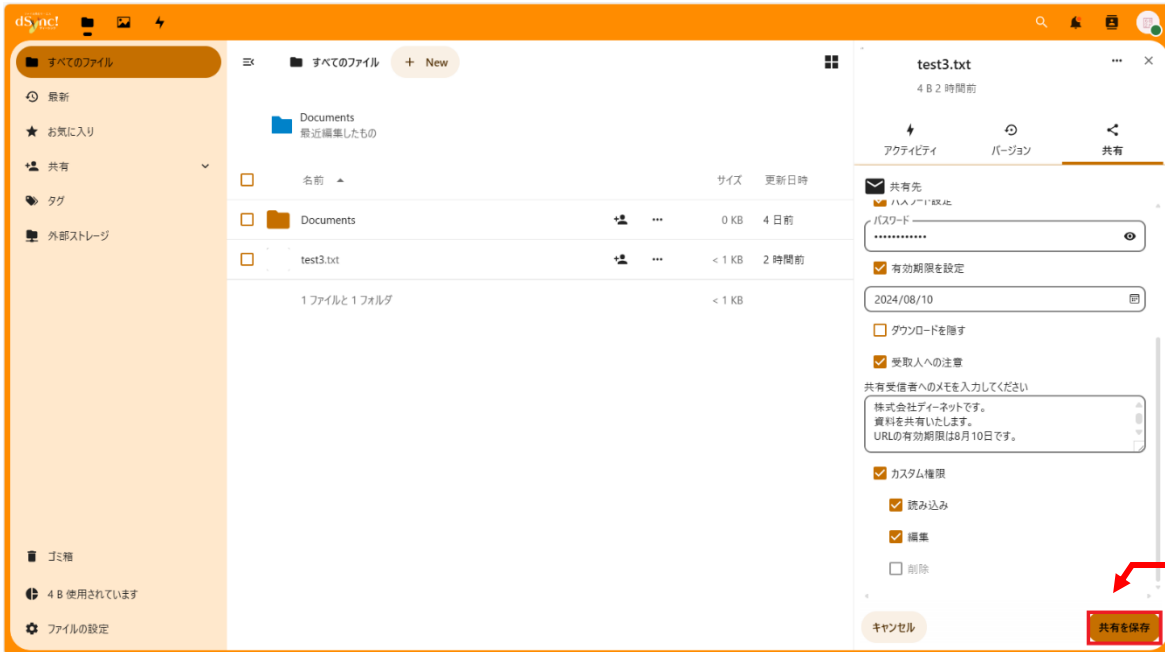 dSync!
すべてのファイル
最新
お気に入り
共有
タグ
外部ストレージ
ゴミ箱
4 B 使用されています
ファイルの設定
すべてのファイル
+ New
Documents
最近編集したもの
名前 サイズ 更新日時
Documents 0 KB 4 日前
test3.txt < 1 KB 2 時間前
1 ファイルと 1 フォルダ < 1 KB
test3.txt
4 B 2 時間前
アクティビティ バージョン 共有
共有先
パスワード設定
パスワード
••••••••••••
有効期限を設定
2024/08/10
ダウンロードを隠す
受取人への注意
共有受信者へのメモを入力してください
株式会社ディーネットです。
資料を共有いたします。
URLの有効期限は8月10日です。
カスタム権限
読み込み
編集
削除
キャンセル 共有を保存